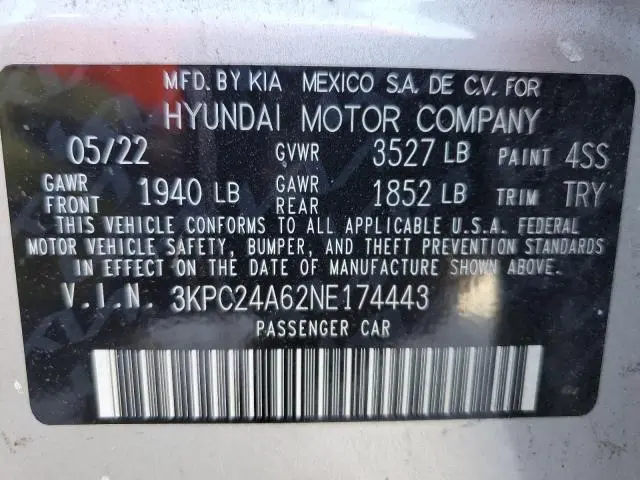 MFD. BY KIA MEXICO S.A. DE C.V. FOR
HYUNDAI MOTOR COMPANY
05/22 GVWR 3527 LB PAINT 4SS
GAWR FRONT 1940 LB GAWR REAR 1852 LB TRIM TRY
THIS VEHICLE CONFORMS TO ALL APPLICABLE U.S.A. FEDERAL
MOTOR VEHICLE SAFETY, BUMPER, AND THEFT PREVENTION STANDARDS
IN EFFECT ON THE DATE OF MANUFACTURE SHOWN ABOVE.
V.I.N. 3KPC24A62NE174443
PASSENGER CAR